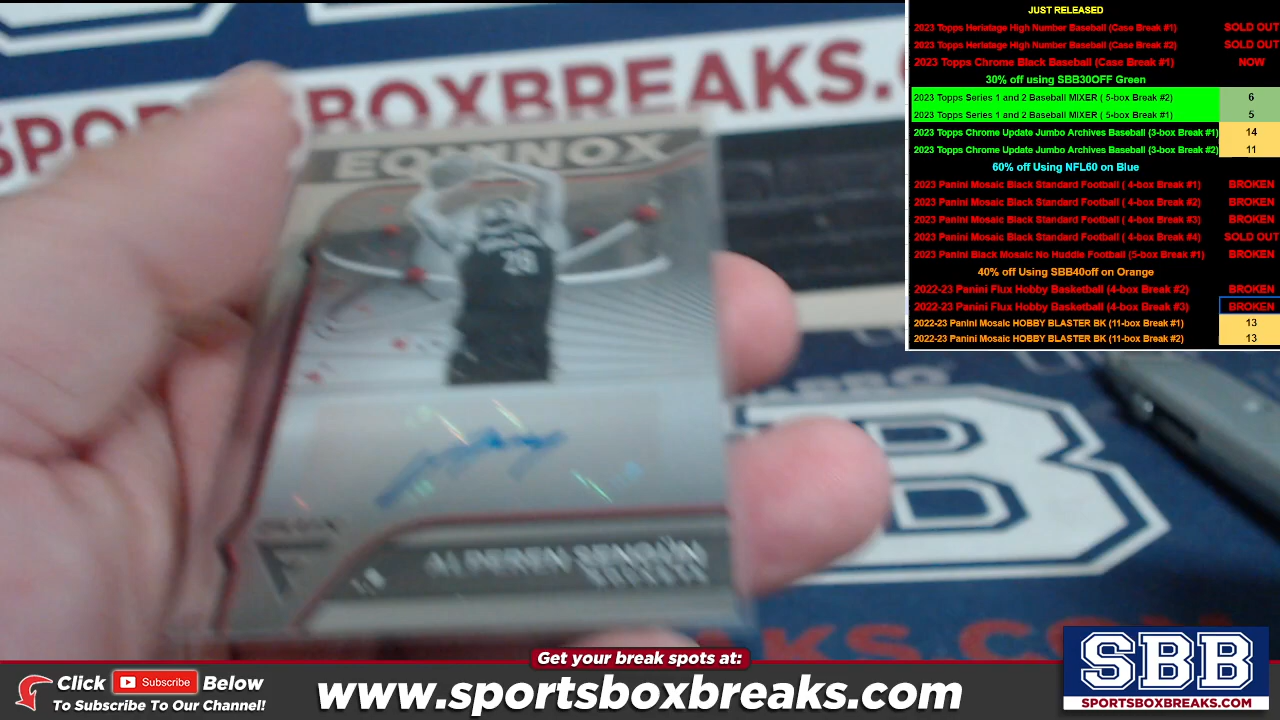 JUST RELEASED
2023 Topps Heriatage High Number Baseball (Case Break #1) SOLD OUT
2023 Topps Heriatage High Number Baseball (Case Break #2) SOLD OUT
2023 Topps Chrome Black Baseball (Case Break #1) NOW
30% off using SBB30OFF Green
2023 Topps Series 1 and 2 Baseball MIXER ( 5-box Break #2) 6
2023 Topps Series 1 and 2 Baseball MIXER ( 5-box Break #1) 5
2023 Topps Chrome Update Jumbo Archives Baseball (3-box Break #1) 14
2023 Topps Chrome Update Jumbo Archives Baseball (3-box Break #2) 11
60% off Using NFL60 on Blue
2023 Panini Mosaic Black Standard Football ( 4-box Break #1) BROKEN
2023 Panini Mosaic Black Standard Football ( 4-box Break #2) BROKEN
2023 Panini Mosaic Black Standard Football ( 4-box Break #3) BROKEN
2023 Panini Mosaic Black Standard Football ( 4-box Break #4) SOLD OUT
2023 Panini Black Mosaic No Huddle Football (5-box Break #1) BROKEN
40% off Using SBB40off on Orange
2022-23 Panini Flux Hobby Basketball (4-box Break #2) BROKEN
2022-23 Panini Flux Hobby Basketball (4-box Break #3) BROKEN
2022-23 Panini Mosaic HOBBY BLASTER BK (11-box Break #1) 13
2022-23 Panini Mosaic HOBBY BLASTER BK (11-box Break #2) 13
SPOR BOXBREAKS.
NOX
28
ALPEREN SENGÜN
ROCKETS
B
AKS.COM
Get your break spots at:
Click Subscribe Below
To Subscribe To Our Channel!
www.sportsboxbreaks.com
SBB
SPORTSBOXBREAKS.COM